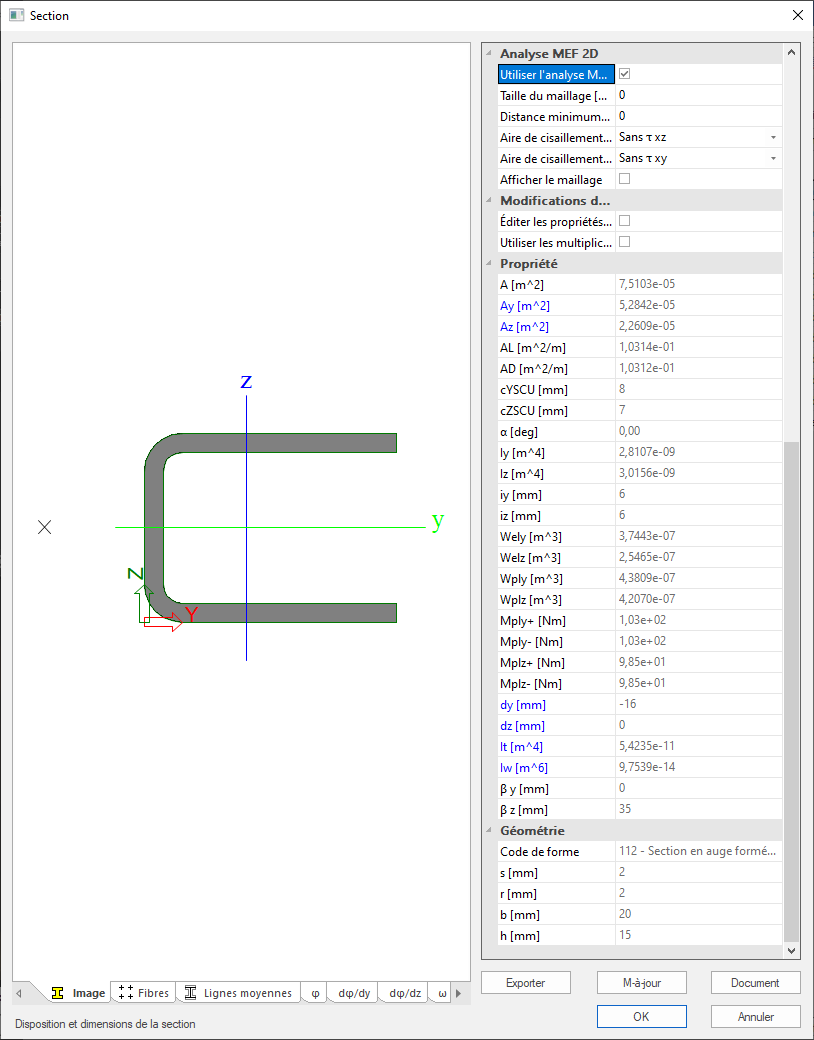 Section
z
y
Z
Y
Image
Fibres
Lignes moyennes
φ
dφ/dy
dφ/dz
ω
Disposition et dimensions de la section
Analyse MEF 2D
Utiliser l'analyse M...
Taille du maillage [... 0
Distance minimum... 0
Aire de cisaillement... Sans τ xz
Aire de cisaillement... Sans τ xy
Afficher le maillage
Modifications d...
Éditer les propriétés...
Utiliser les multiplic...
Propriété
A [m^2] 7,5103e-05
Ay [m^2] 5,2842e-05
Az [m^2] 2,2609e-05
AL [m^2/m] 1,0314e-01
AD [m^2/m] 1,0312e-01
cYSCU [mm] 8
cZSCU [mm] 7
α [deg] 0,00
Iy [m^4] 2,8107e-09
Iz [m^4] 3,0156e-09
iy [mm] 6
iz [mm] 6
Wely [m^3] 3,7443e-07
Welz [m^3] 2,5465e-07
Wply [m^3] 4,3809e-07
Wplz [m^3] 4,2070e-07
Mply+ [Nm] 1,03e+02
Mply- [Nm] 1,03e+02
Mplz+ [Nm] 9,85e+01
Mplz- [Nm] 9,85e+01
dy [mm] -16
dz [mm] 0
It [m^4] 5,4235e-11
Iw [m^6] 9,7539e-14
β y [mm] 0
β z [mm] 35
Géométrie
Code de forme 112 - Section en auge formé...
s [mm] 2
r [mm] 2
b [mm] 20
h [mm] 15
Exporter
M-à-jour
Document
OK
Annuler